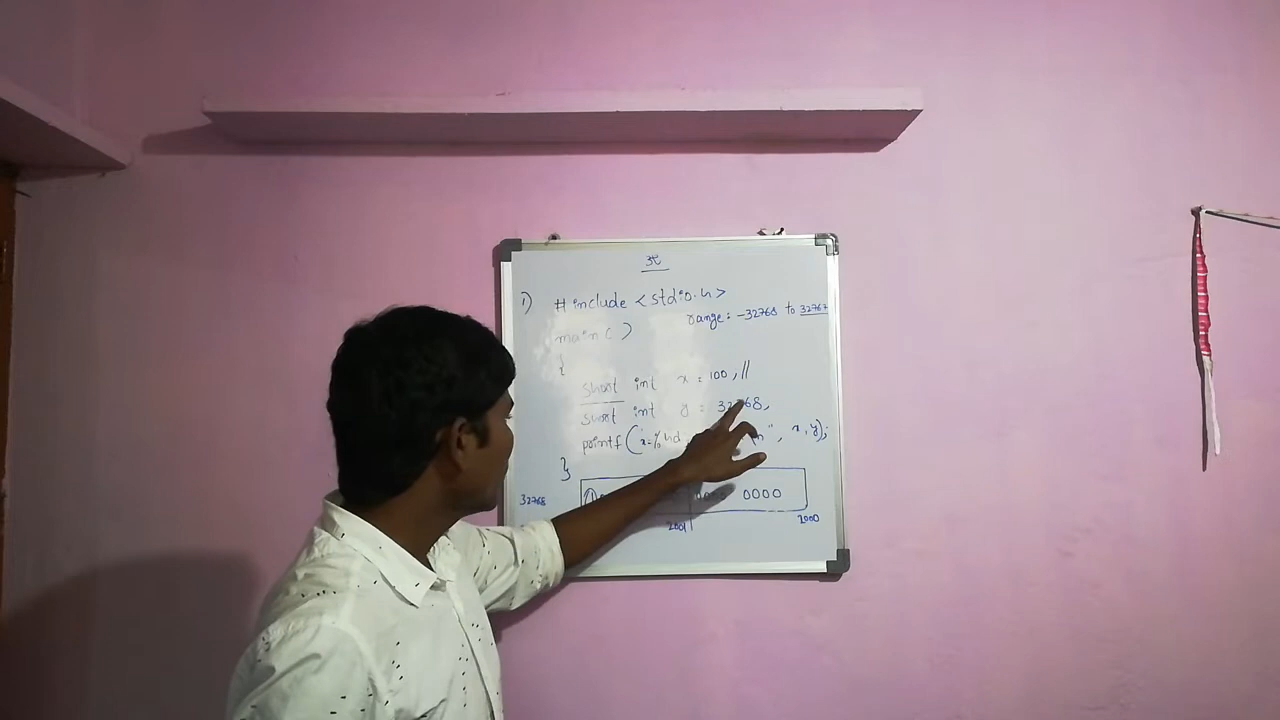 1) #include <stdio.h>
range: -32768 to 32767
main()
{
short int x = 100, //
short int y = 32768,
printf("x=%hd \n", x, y);
}
32768 0000
2001 2000